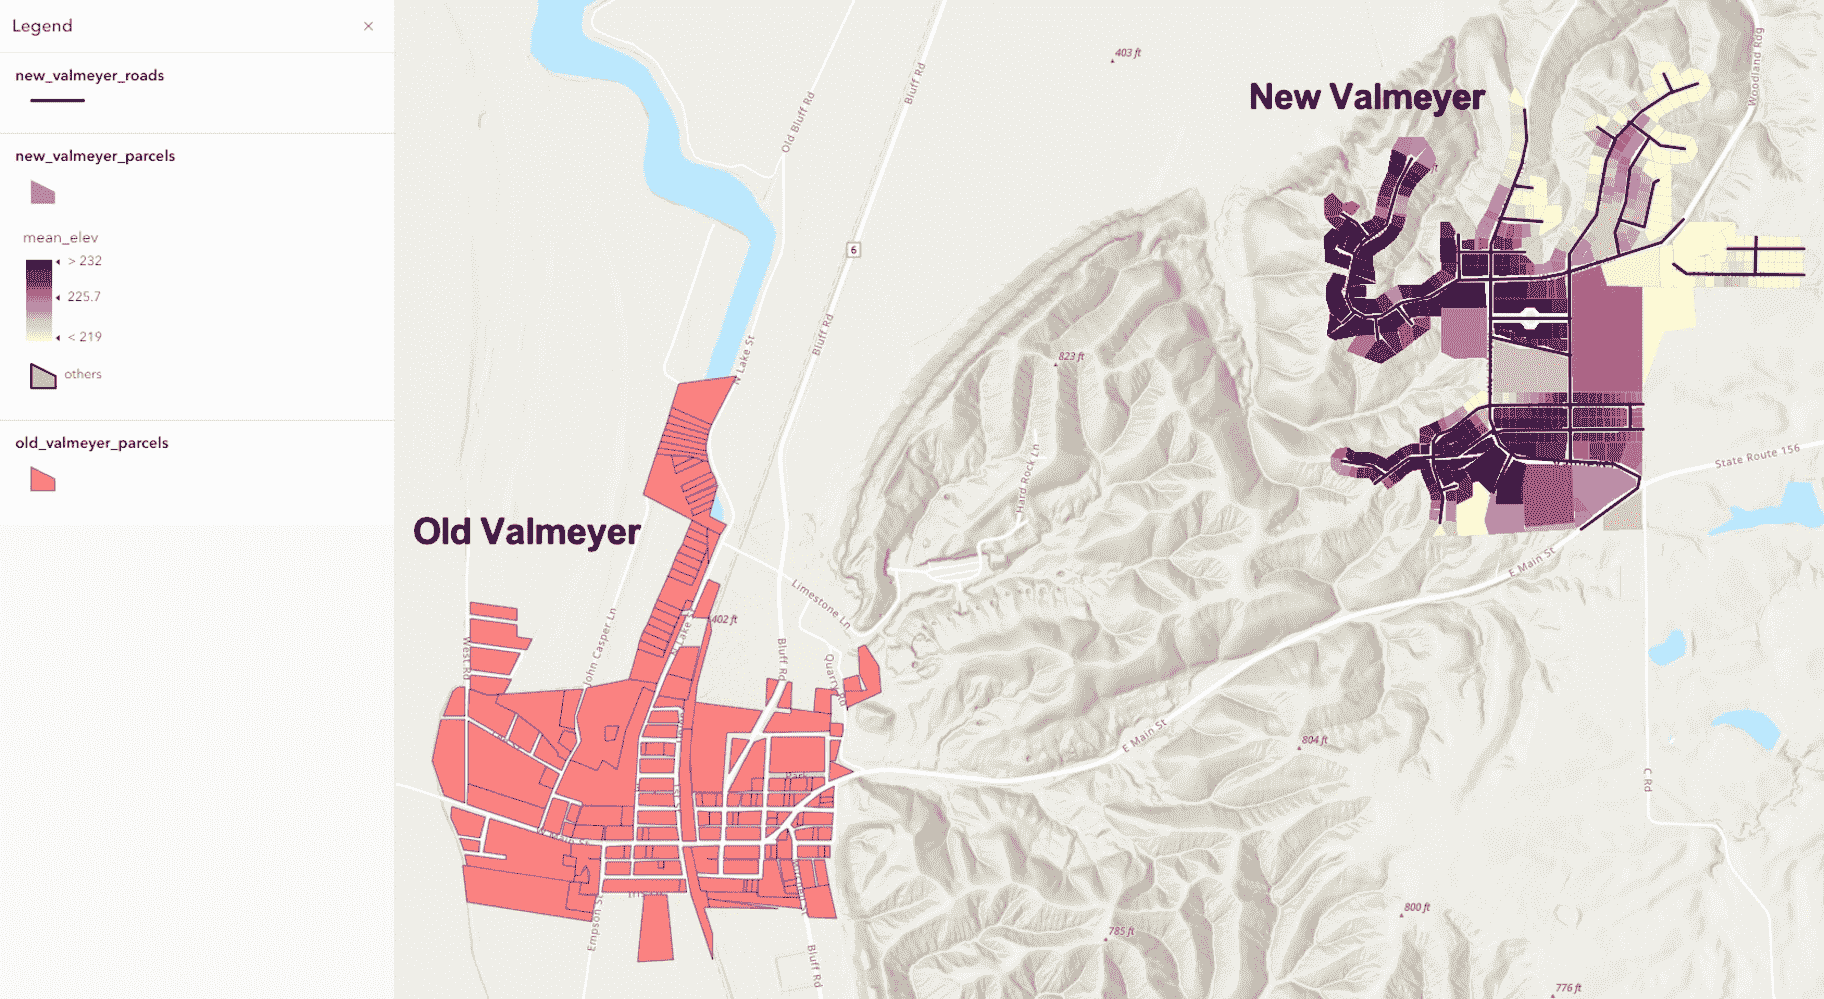 Legend
×
new_valmeyer_roads
new_valmeyer_parcels
mean_elev
> 232
225.7
< 219
others
old_valmeyer_parcels
403 ft
New Valmeyer
Woodland Rdg
Bluff Rd
Old Bluff Rd
6
Bluff Rd
N Lake St
823 ft
Hard Rock Ln
State Route 156
Old Valmeyer
E Main St
Limestone Ln
John Casper Ln
N Lake
402 ft
West Rd
Bluff Rd
Quarry Rd
E Main St
804 ft
C Rd
Park
Empson St
Bluff Rd
800 ft
785 ft
776 ft